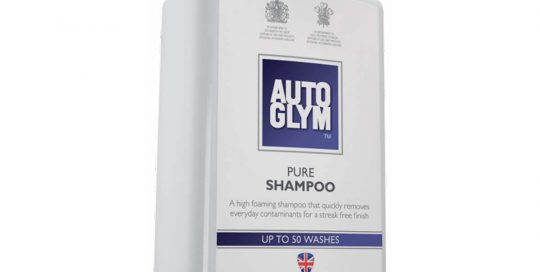 AUTO
GLYM
TM
PURE
SHAMPOO
A high foaming shampoo that quickly removes
everyday contaminants for a streak free finish
UP TO 50 WASHES